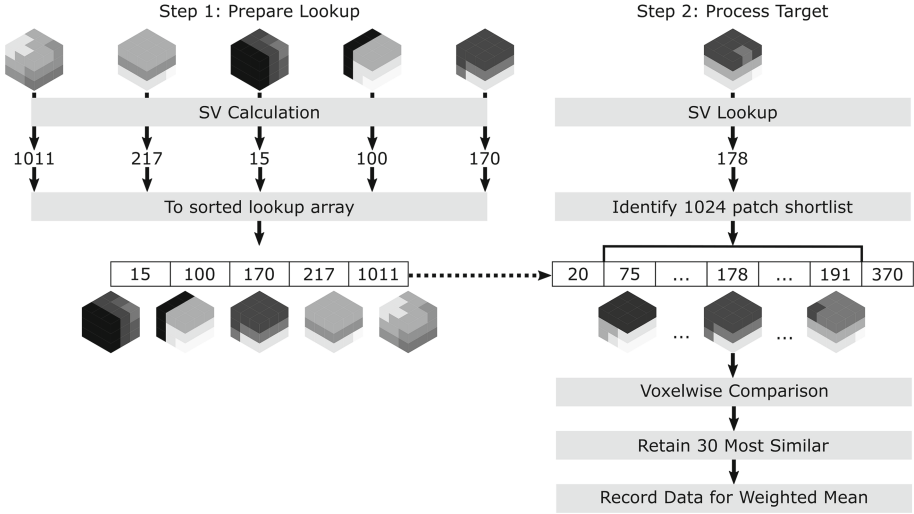 Step 1: Prepare Lookup
SV Calculation
1011 217 15 100 170
To sorted lookup array
15 100 170 217 1011
Step 2: Process Target
SV Lookup
178
Identify 1024 patch shortlist
20 75 ... 178 ... 191 370
... ...
Voxelwise Comparison
Retain 30 Most Similar
Record Data for Weighted Mean